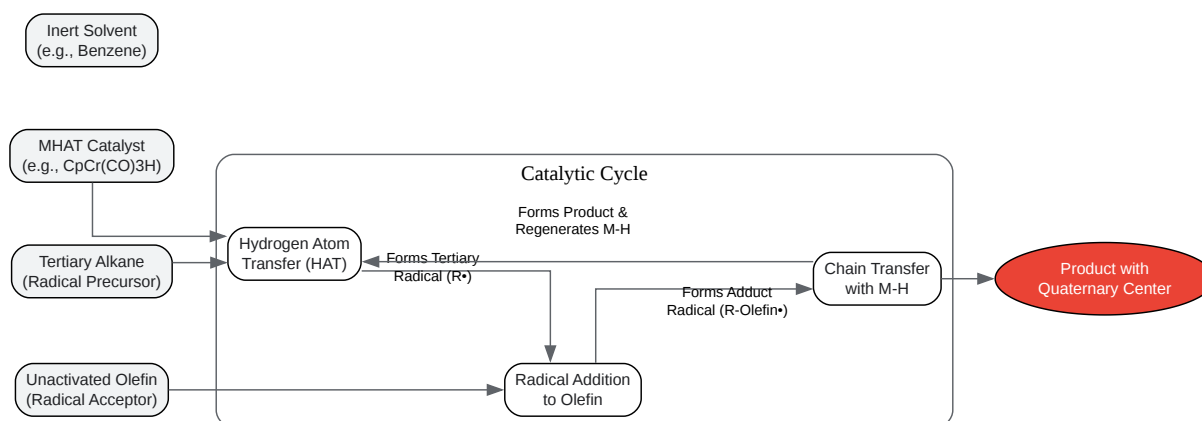 Inert Solvent
(e.g., Benzene)
MHAT Catalyst
(e.g., CpCr(CO)3H)
Catalytic Cycle
Forms Product &
Regenerates M-H
Hydrogen Atom
Transfer (HAT)
Tertiary Alkane
(Radical Precursor)
Forms Tertiary
Radical (R•)
Chain Transfer
with M-H
Product with
Quaternary Center
Forms Adduct
Radical (R-Olefin•)
Unactivated Olefin
(Radical Acceptor)
Radical Addition
to Olefin